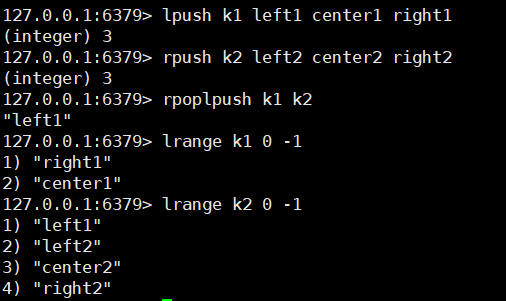 127.0.0.1:6379> lpush k1 left1 center1 right1
(integer) 3
127.0.0.1:6379> rpush k2 left2 center2 right2
(integer) 3
127.0.0.1:6379> rpoplpush k1 k2
"left1"
127.0.0.1:6379> lrange k1 0 -1
1) "right1"
2) "center1"
127.0.0.1:6379> lrange k2 0 -1
1) "left1"
2) "left2"
3) "center2"
4) "right2"